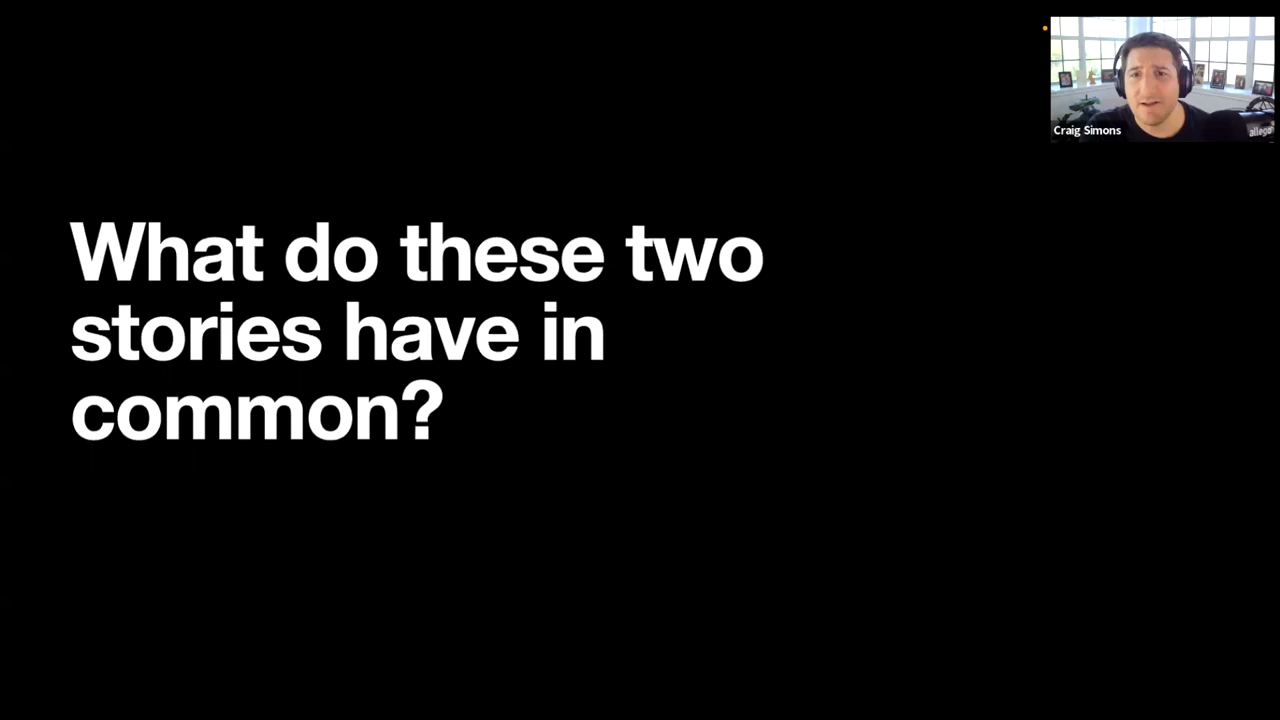 What do these two
stories have in
common?
Craig Simons
allego